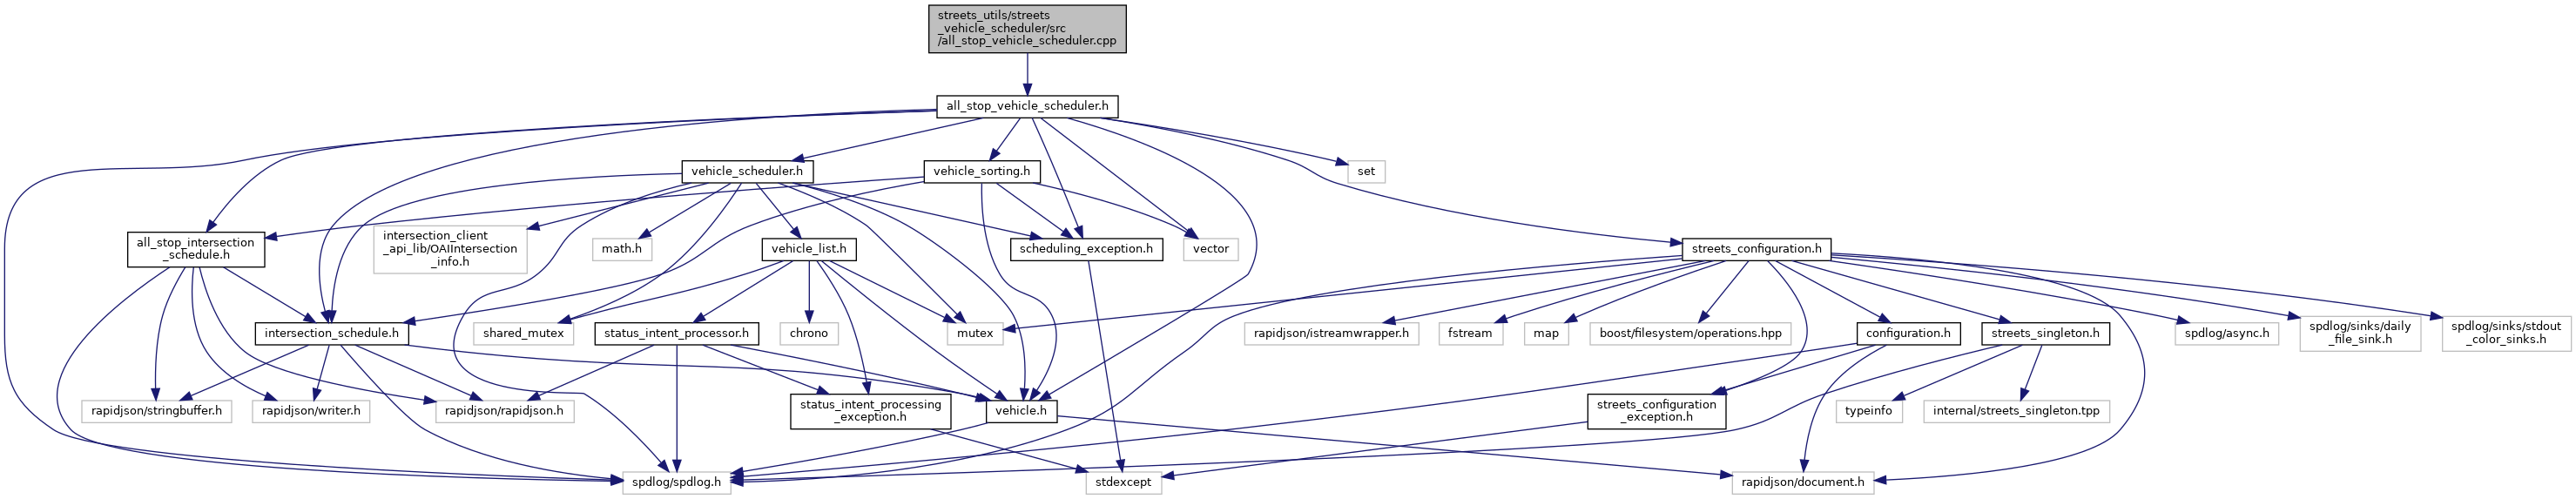 streets_utils/streets
_vehicle_scheduler/src
/all_stop_vehicle_scheduler.cpp
all_stop_vehicle_scheduler.h
vehicle_scheduler.h
vehicle_sorting.h
set
all_stop_intersection
_schedule.h
intersection_client
_api_lib/OAIIntersection
_info.h
math.h
vehicle_list.h
scheduling_exception.h
vector
streets_configuration.h
intersection_schedule.h
shared_mutex
status_intent_processor.h
chrono
mutex
rapidjson/istreamwrapper.h
fstream
map
boost/filesystem/operations.hpp
configuration.h
streets_singleton.h
spdlog/async.h
spdlog/sinks/daily
_file_sink.h
spdlog/sinks/stdout
_color_sinks.h
rapidjson/stringbuffer.h
rapidjson/writer.h
rapidjson/rapidjson.h
status_intent_processing
_exception.h
vehicle.h
streets_configuration
_exception.h
typeinfo
internal/streets_singleton.tpp
spdlog/spdlog.h
stdexcept
rapidjson/document.h